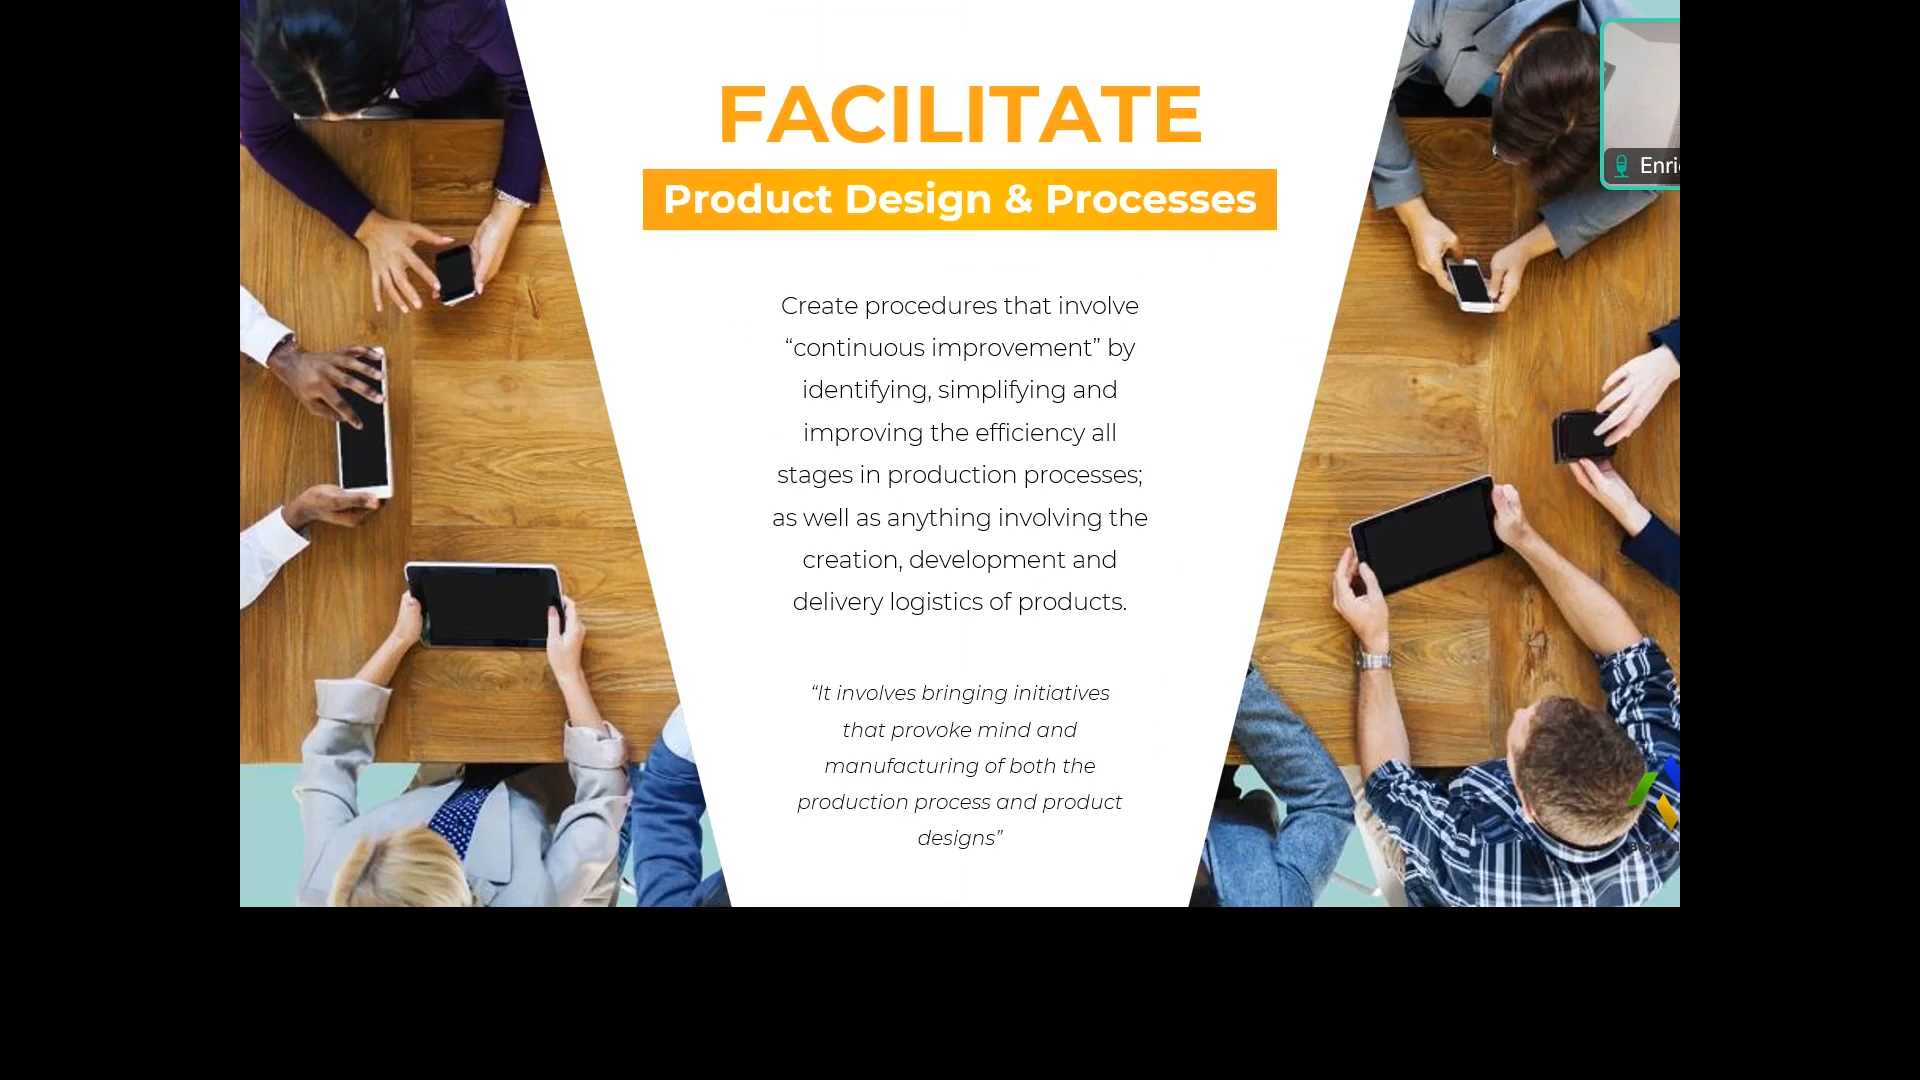 FACILITATE
Product Design & Processes
Create procedures that involve
“continuous improvement” by
identifying, simplifying and
improving the efficiency all
stages in production processes;
as well as anything involving the
creation, development and
delivery logistics of products.
“It involves bringing initiatives
that provoke mind and
manufacturing of both the
production process and product
designs”
Enri